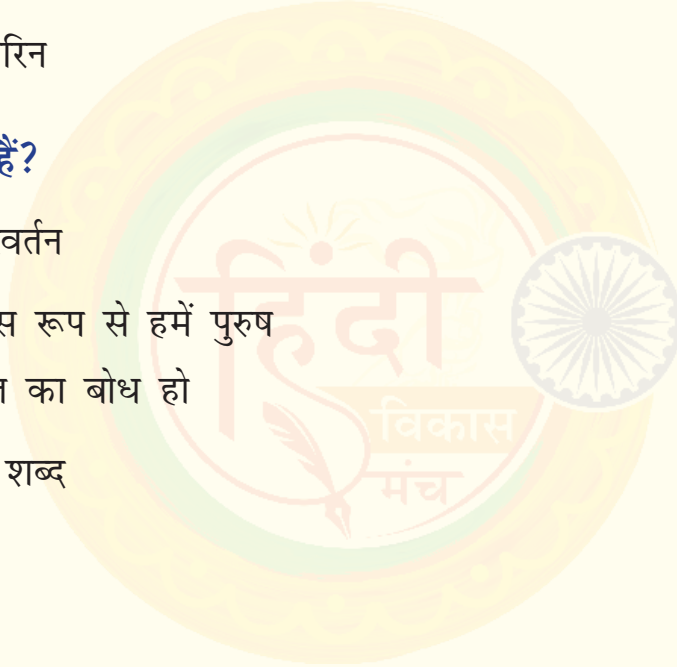 रिन
हैं?
वर्तन
स रूप से हमें पुरुष
का बोध हो
शब्द
हिंदी
विकास
मंच